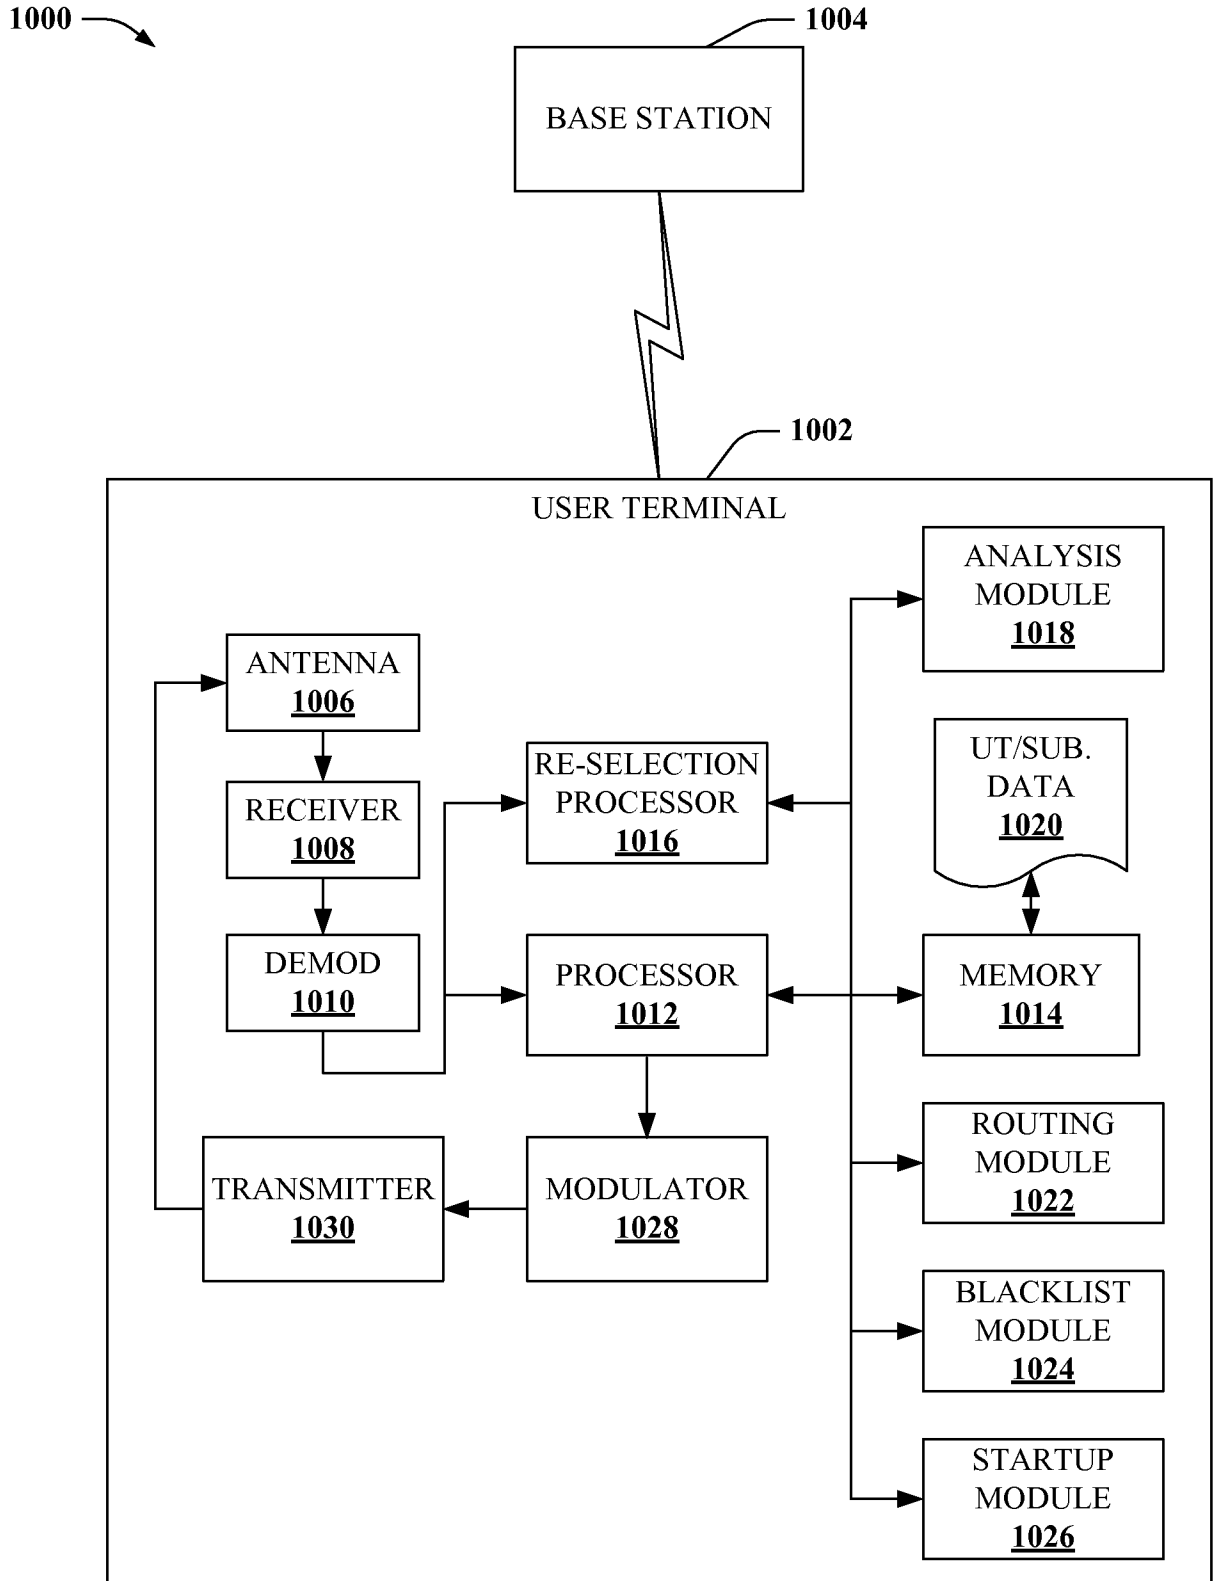 1000
1004
BASE STATION
1002
USER TERMINAL
ANTENNA
1006
RECEIVER
1008
DEMOD
1010
TRANSMITTER
1030
RE-SELECTION
PROCESSOR
1016
PROCESSOR
1012
MODULATOR
1028
ANALYSIS
MODULE
1018
UT/SUB.
DATA
1020
MEMORY
1014
ROUTING
MODULE
1022
BLACKLIST
MODULE
1024
STARTUP
MODULE
1026